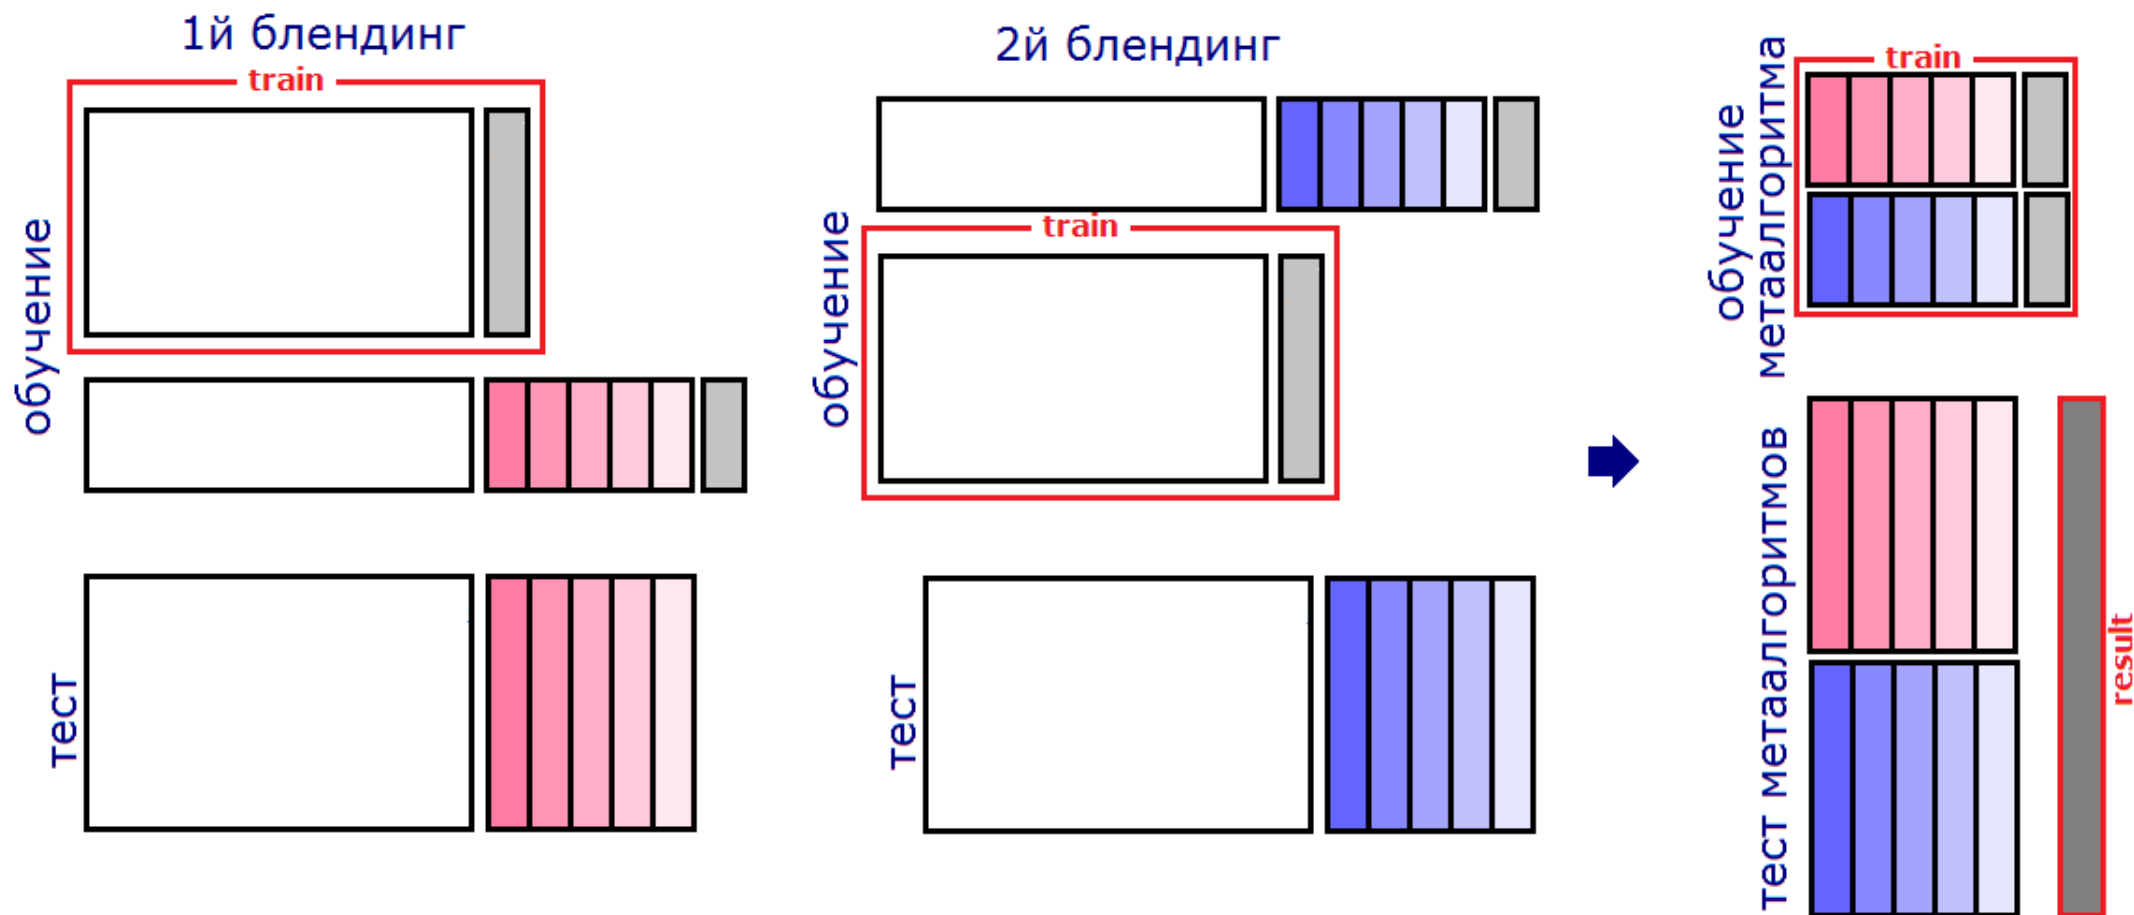 1й блендинг
train
обучение
тест
2й блендинг
train
обучение
тест
train
обучение
метаалгоритма
тест метаалгоритмов
result